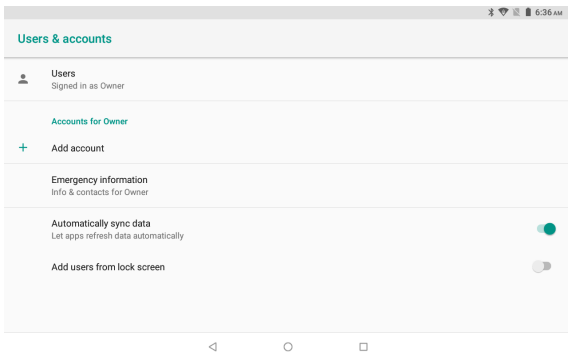 6:36 AM
Users & accounts
Users
Signed in as Owner
Accounts for Owner
Add account
Emergency information
Info & contacts for Owner
Automatically sync data
Let apps refresh data automatically
Add users from lock screen